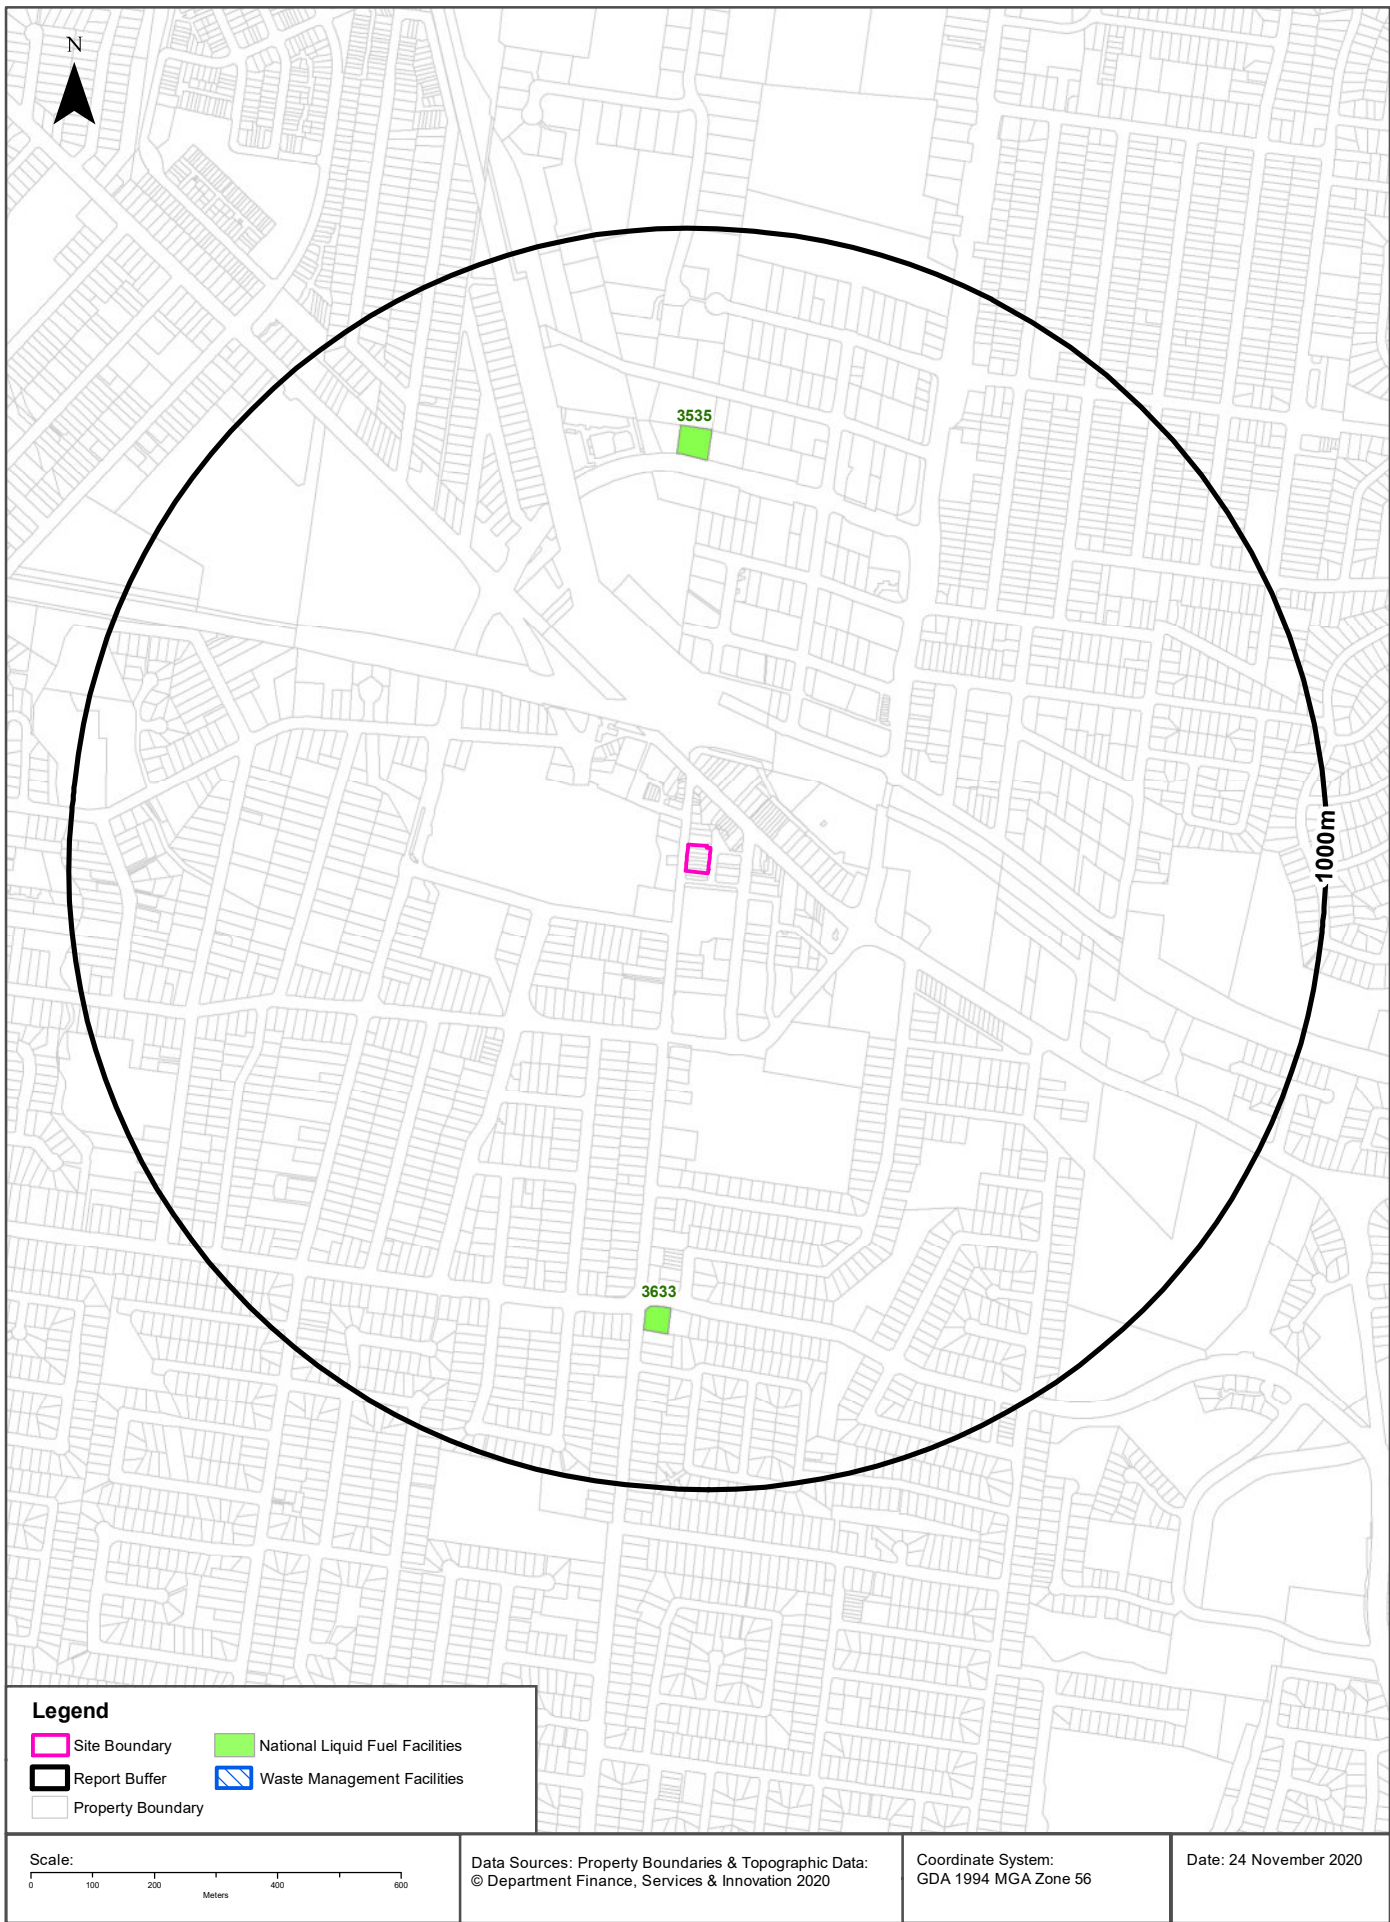 N
3535
1000m
3633
Legend
Site Boundary
National Liquid Fuel Facilities
Report Buffer
Waste Management Facilities
Property Boundary
Scale:
0 100 200 400 600
Meters
Data Sources: Property Boundaries & Topographic Data:
© Department Finance, Services & Innovation 2020
Coordinate System:
GDA 1994 MGA Zone 56
Date: 24 November 2020